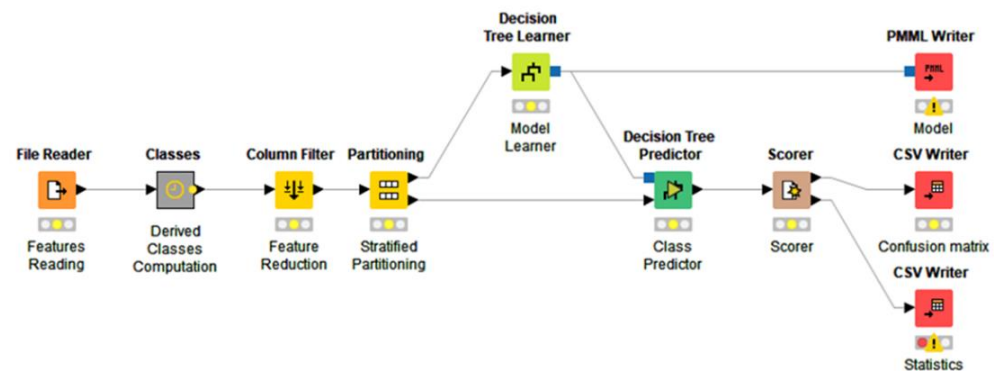 Decision
Tree Learner
Model
Learner
PMML Writer
PMML
Model
File Reader
Features
Reading
Classes
Derived
Classes
Computation
Column Filter
Feature
Reduction
Partitioning
Stratified
Partitioning
Decision Tree
Predictor
Class
Predictor
Scorer
Scorer
CSV Writer
Confusion matrix
CSV Writer
Statistics